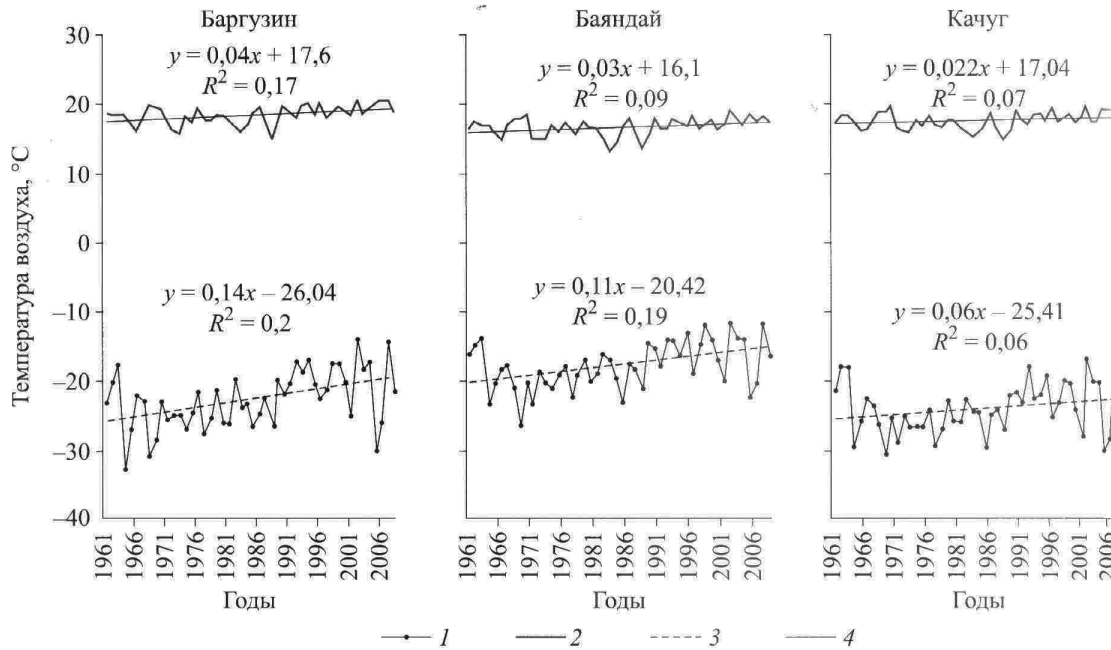 Баргузин
Баяндай
Качуг
Температура воздуха, °C
30
20
10
0
–10
–20
–30
–40
y = 0,04x + 17,6
R² = 0,17
y = 0,03x + 16,1
R² = 0,09
y = 0,022x + 17,04
R² = 0,07
y = 0,14x – 26,04
R² = 0,2
y = 0,11x – 20,42
R² = 0,19
y = 0,06x – 25,41
R² = 0,06
1961 1966 1971 1976 1981 1986 1991 1996 2001 2006
1961 1966 1971 1976 1981 1986 1991 1996 2001 2006
1961 1966 1971 1976 1981 1986 1991 1996 2001 2006
Годы
Годы
Годы
1 2 3 4